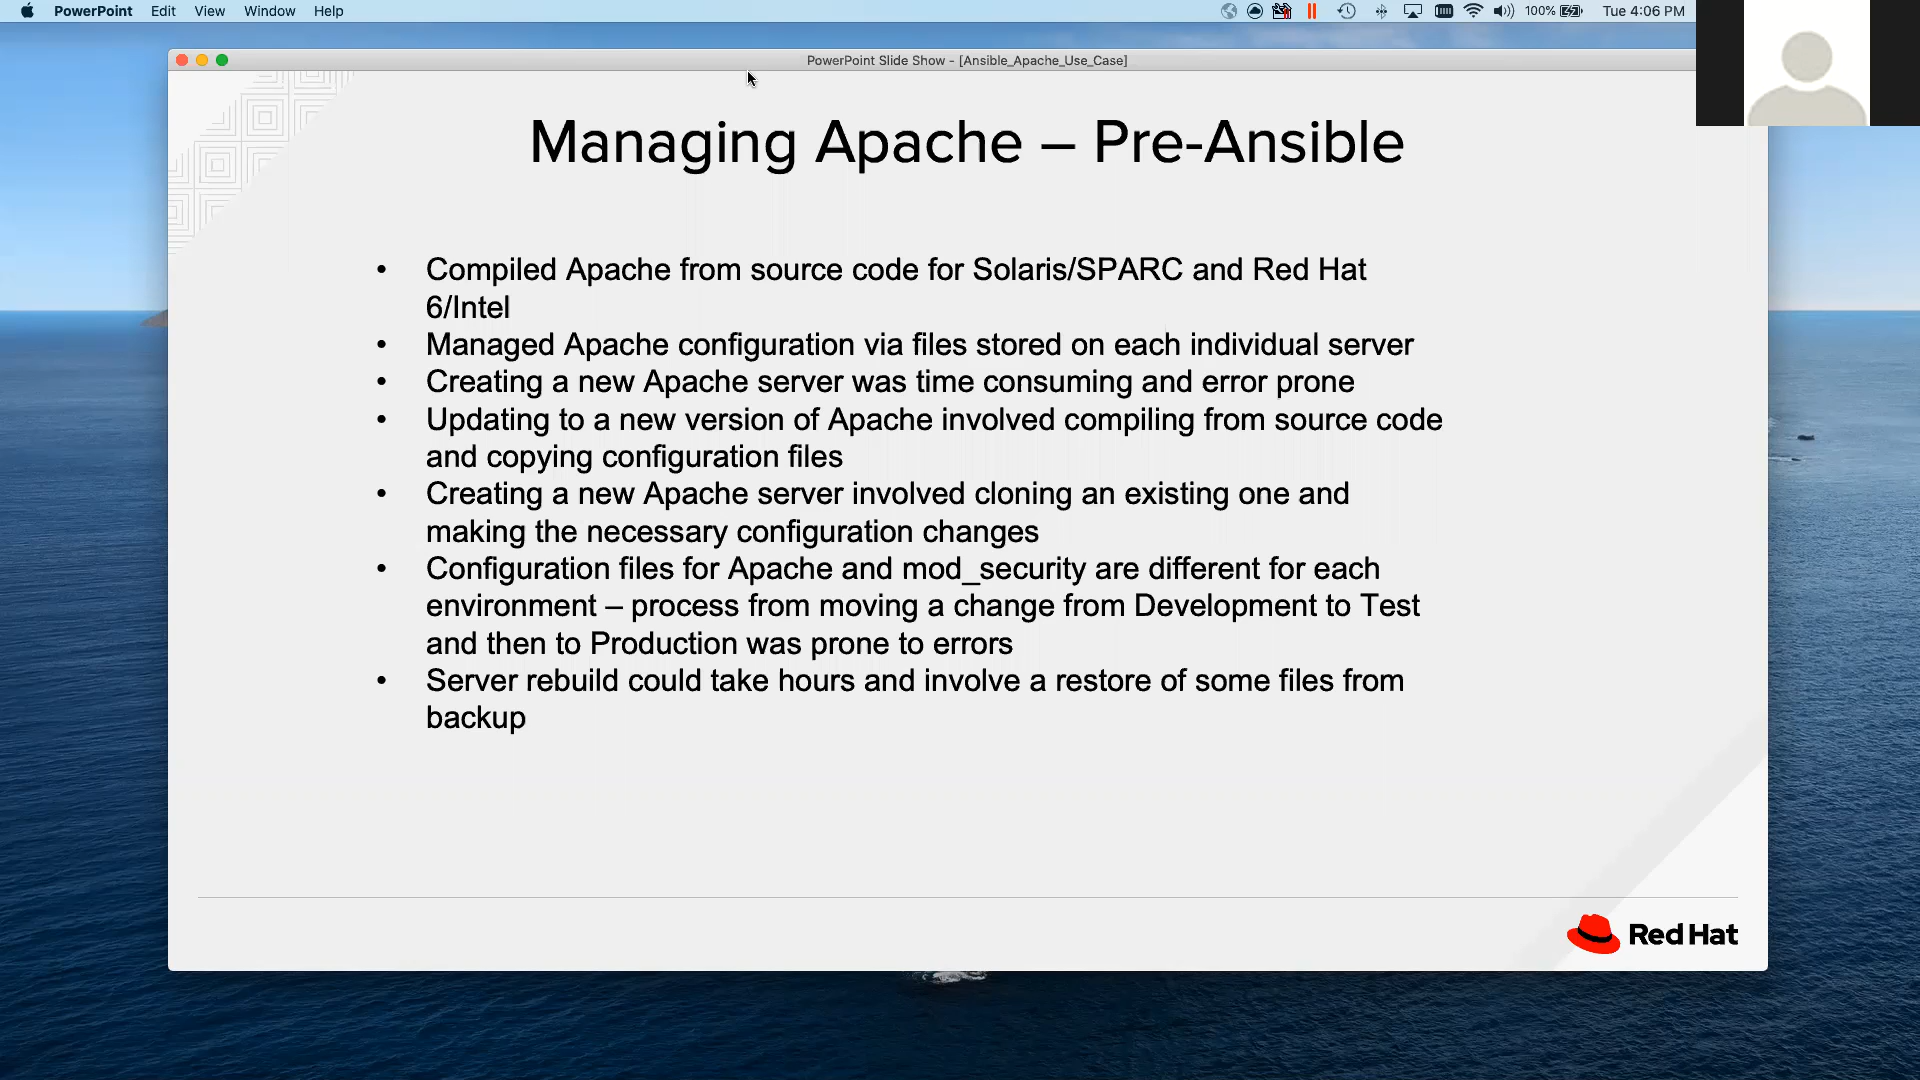 PowerPoint Edit View Window Help 100% Tue 4:06 PM
PowerPoint Slide Show - [Ansible_Apache_Use_Case]
Managing Apache – Pre-Ansible
• Compiled Apache from source code for Solaris/SPARC and Red Hat
6/Intel
• Managed Apache configuration via files stored on each individual server
• Creating a new Apache server was time consuming and error prone
• Updating to a new version of Apache involved compiling from source code
and copying configuration files
• Creating a new Apache server involved cloning an existing one and
making the necessary configuration changes
• Configuration files for Apache and mod_security are different for each
environment – process from moving a change from Development to Test
and then to Production was prone to errors
• Server rebuild could take hours and involve a restore of some files from
backup
Red Hat